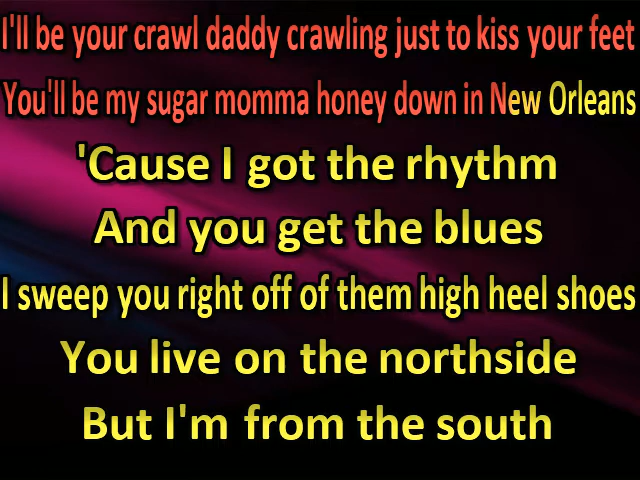 I'll be your crawl daddy crawling just to kiss your feet
You'll be my sugar momma honey down in New Orleans
'Cause I got the rhythm
And you get the blues
I sweep you right off of them high heel shoes
You live on the northside
But I'm from the south